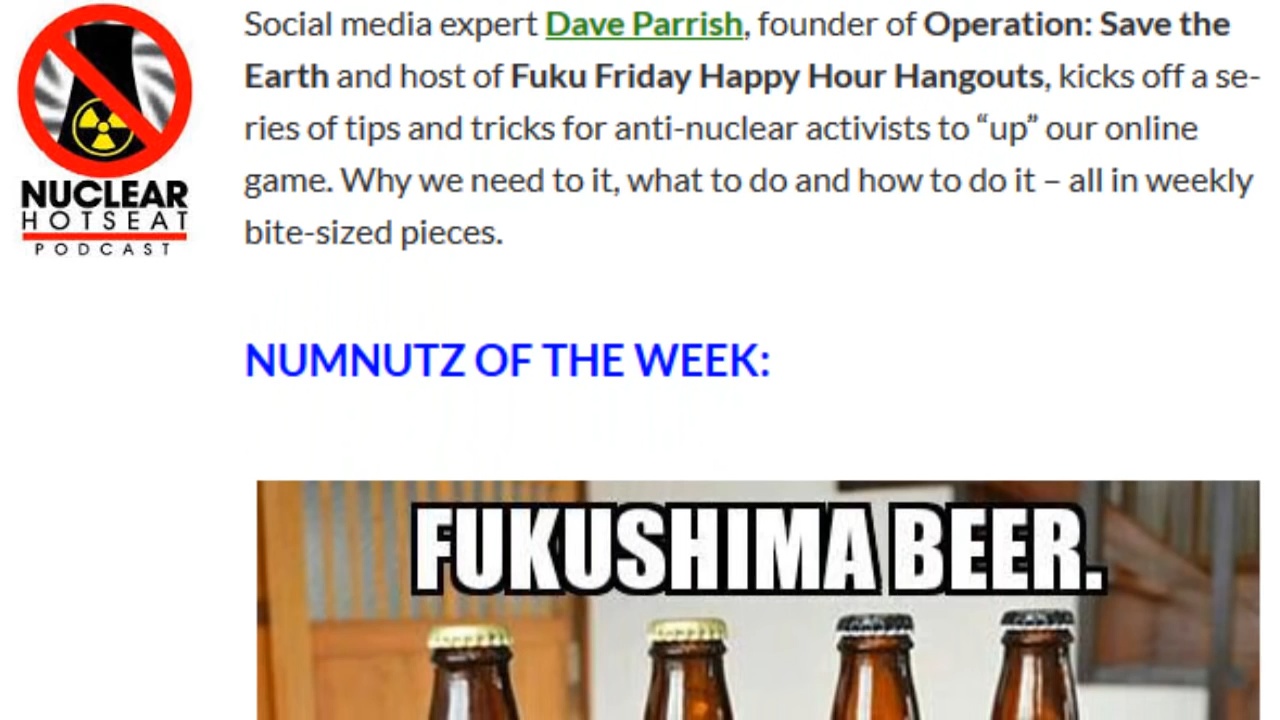 Social media expert Dave Parrish, founder of Operation: Save the
Earth and host of Fuku Friday Happy Hour Hangouts, kicks off a se-
ries of tips and tricks for anti-nuclear activists to “up” our online
game. Why we need to it, what to do and how to do it – all in weekly
bite-sized pieces.
NUCLEAR
HOTSEAT
PODCAST
NUMNUTZ OF THE WEEK:
FUKUSHIMA BEER.